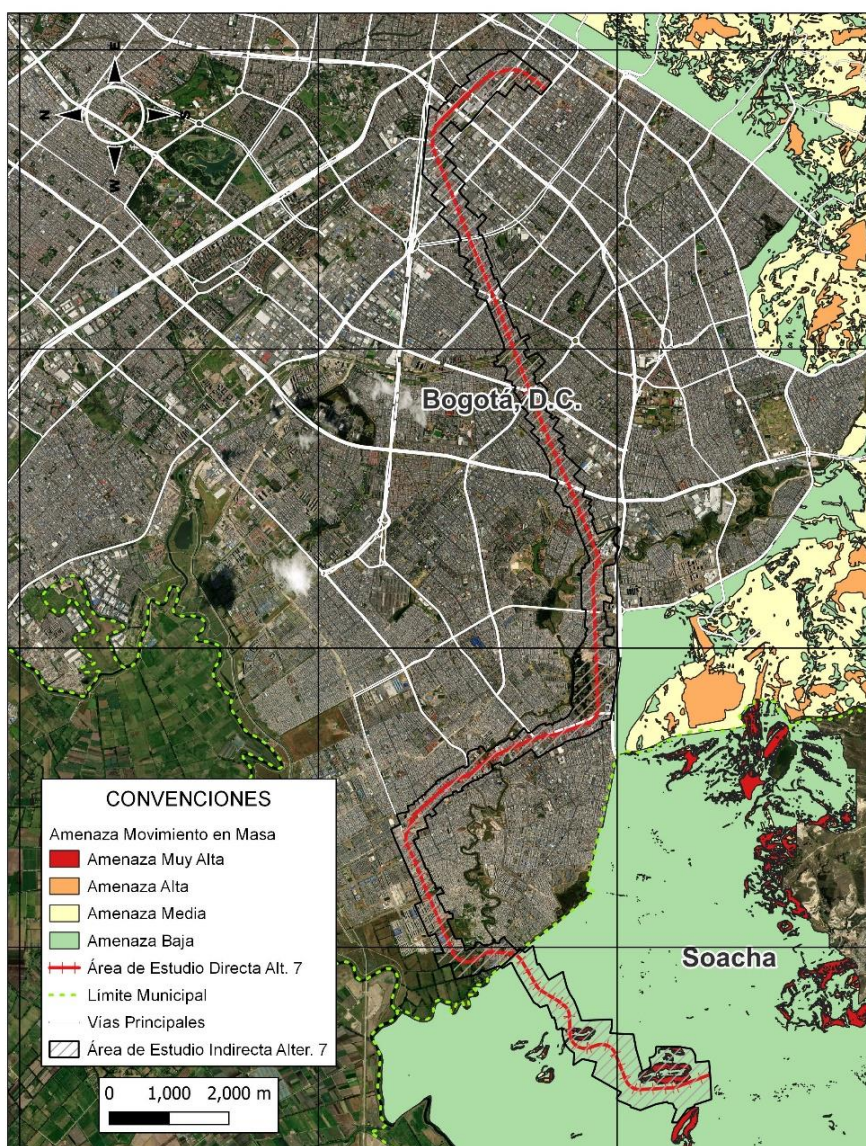 E
N
S
W
Bogotá, D.C.
Soacha
CONVENCIONES
Amenaza Movimiento en Masa
Amenaza Muy Alta
Amenaza Alta
Amenaza Media
Amenaza Baja
Área de Estudio Directa Alt. 7
Límite Municipal
Vías Principales
Área de Estudio Indirecta Alter. 7
0 1,000 2,000 m